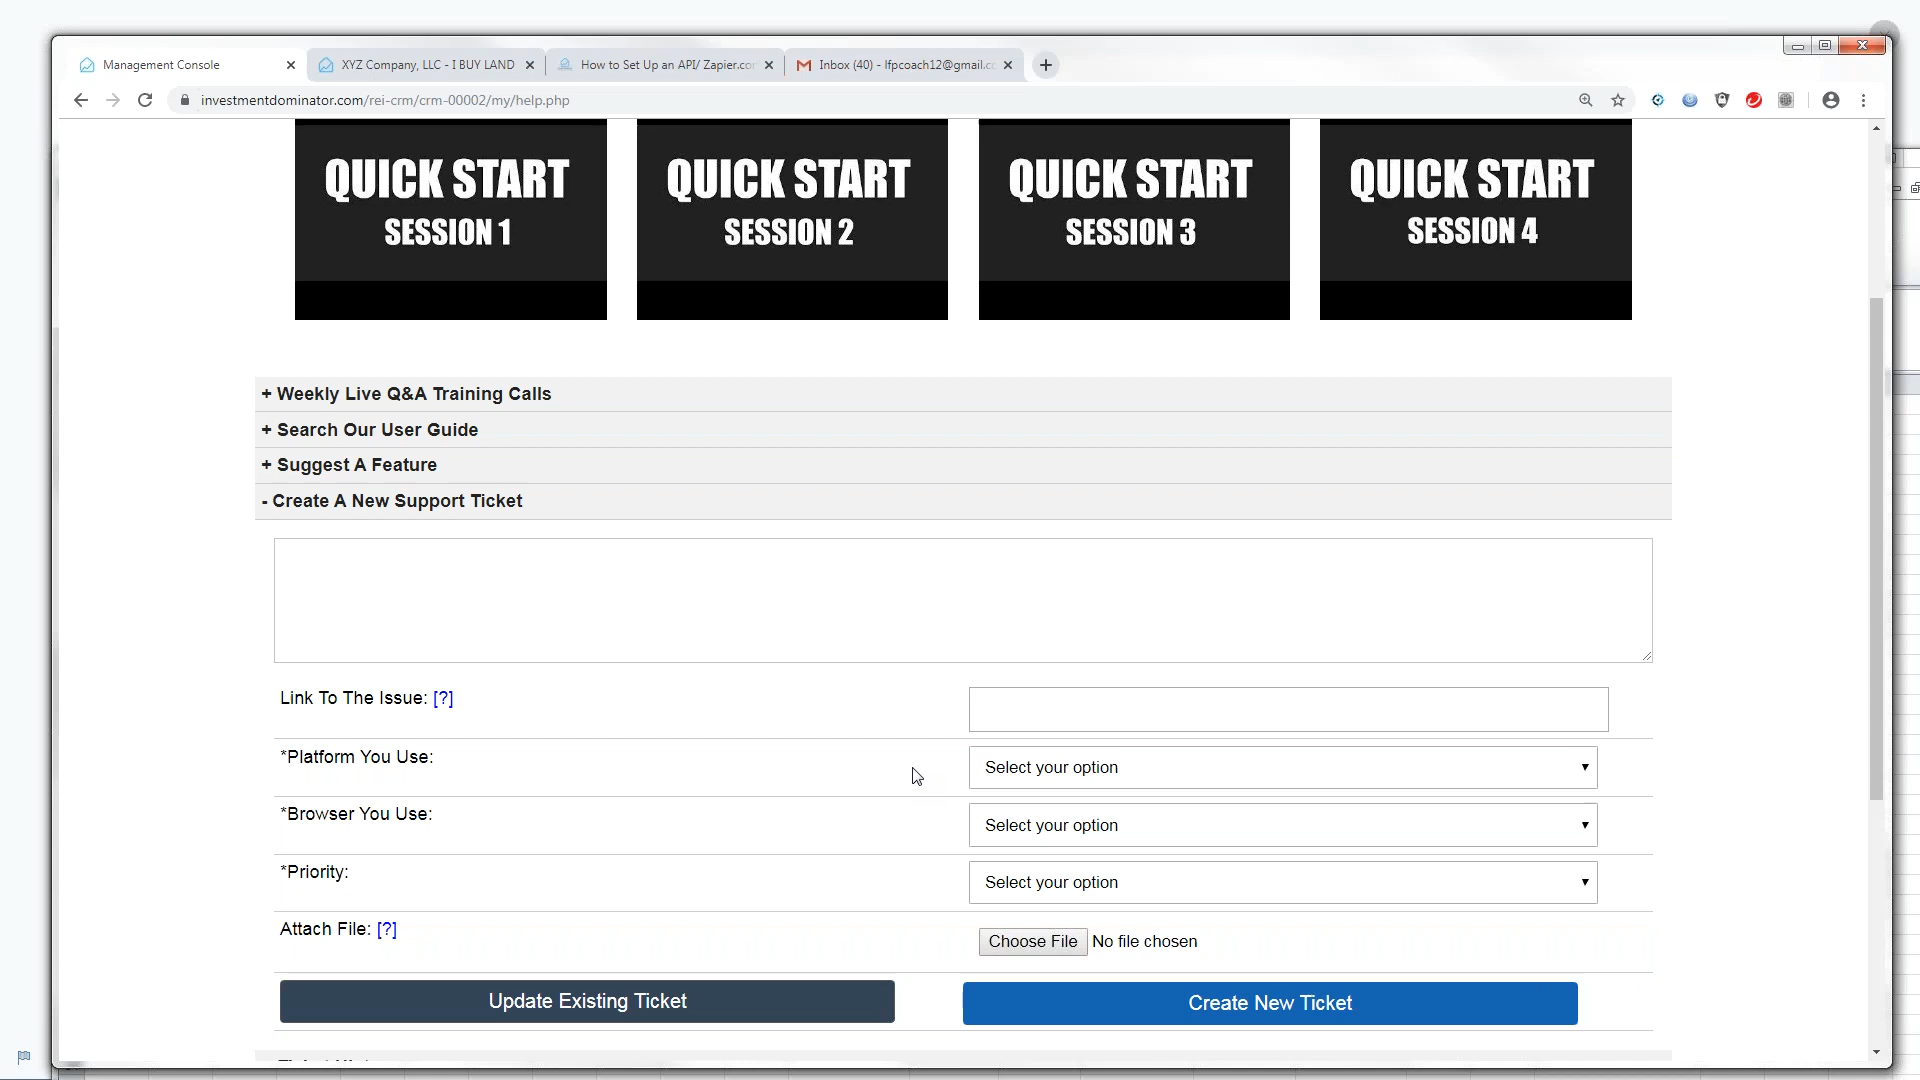 Management Console
XYZ Company, LLC - I BUY LAND
How to Set Up an API/ Zapier.co
Inbox (40) - lfpcoach12@gmail.c
investmentdominator.com/rei-crm/crm-00002/my/help.php
QUICK START
SESSION 1
QUICK START
SESSION 2
QUICK START
SESSION 3
QUICK START
SESSION 4
+ Weekly Live Q&A Training Calls
+ Search Our User Guide
+ Suggest A Feature
- Create A New Support Ticket
Link To The Issue: [?]
*Platform You Use:
Select your option
*Browser You Use:
Select your option
*Priority:
Select your option
Attach File: [?]
Choose File No file chosen
Update Existing Ticket
Create New Ticket